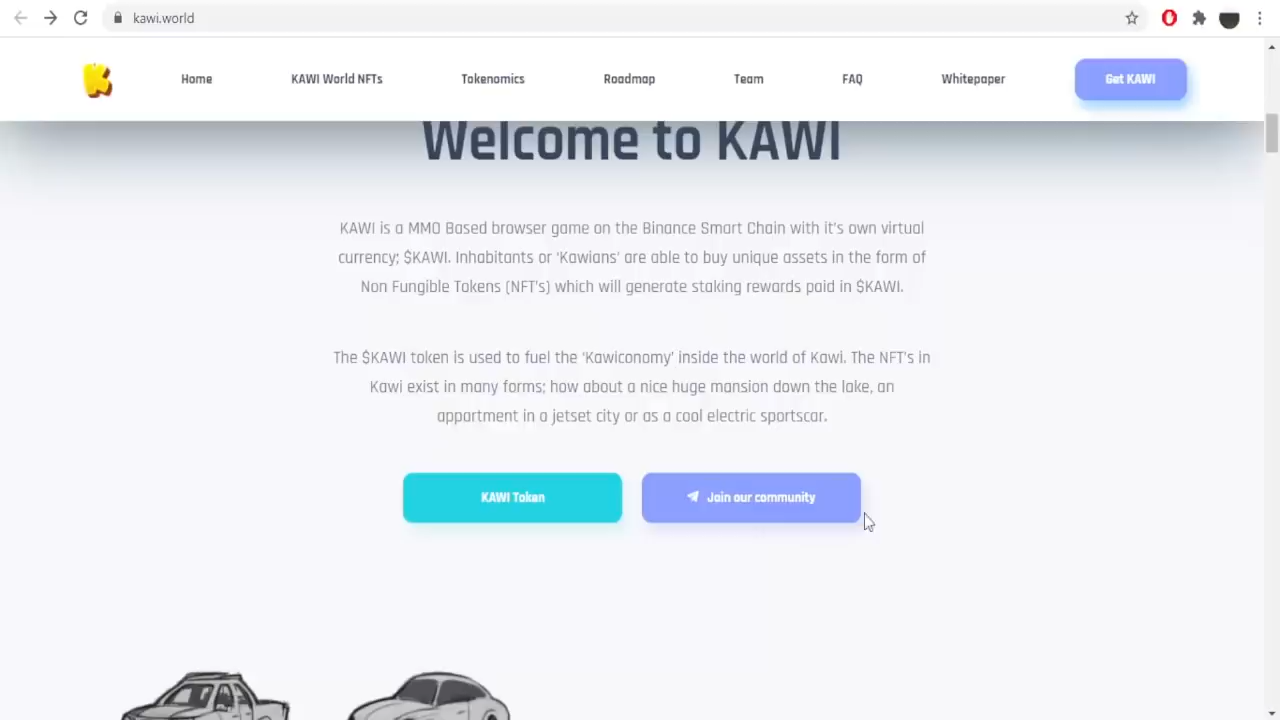 kawi.world
K
Home
KAWI World NFTs
Tokenomics
Roadmap
Team
FAQ
Whitepaper
Get KAWI
Welcome to KAWI
KAWI is a MMO Based browser game on the Binance Smart Chain with it's own virtual
currency; $KAWI. Inhabitants or 'Kawians' are able to buy unique assets in the form of
Non Fungible Tokens (NFT's) which will generate staking rewards paid in $KAWI.
The $KAWI token is used to fuel the 'Kawiconomy' inside the world of Kawi. The NFT's in
Kawi exist in many forms; how about a nice huge mansion down the lake, an
appartment in a jetset city or as a cool electric sportscar.
KAWI Token
Join our community